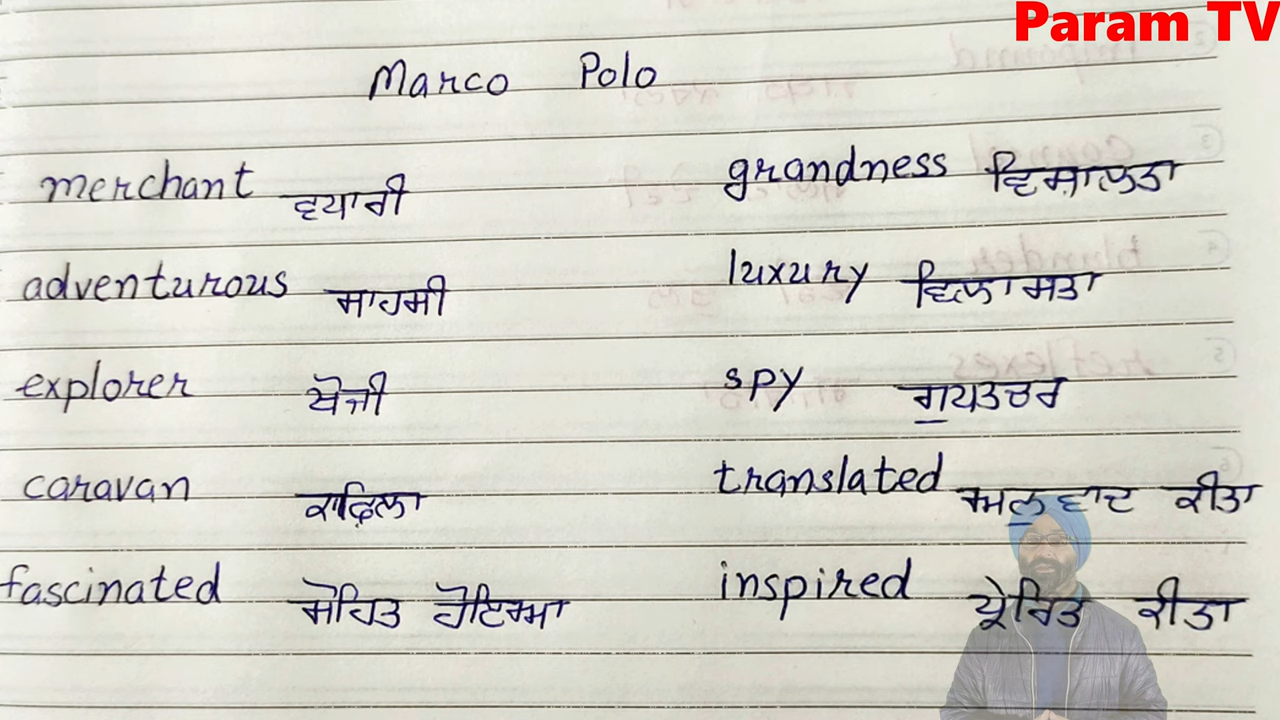 Param TV
Marco Polo
merchant ਵਪਾਰੀ
grandness ਵਿਸ਼ਾਲਤਾ
adventurous ਸਾਹਸੀ
luxury ਵਿਲਾਸਤਾ
explorer ਖੋਜੀ
spy ਗੁਪਤਚਰ
caravan ਕਾਫ਼ਿਲਾ
translated ਅਨੁਵਾਦ ਕੀਤਾ
fascinated ਮੋਹਿਤ ਹੋਇਆ
inspired ਪ੍ਰੇਰਿਤ ਕੀਤਾ